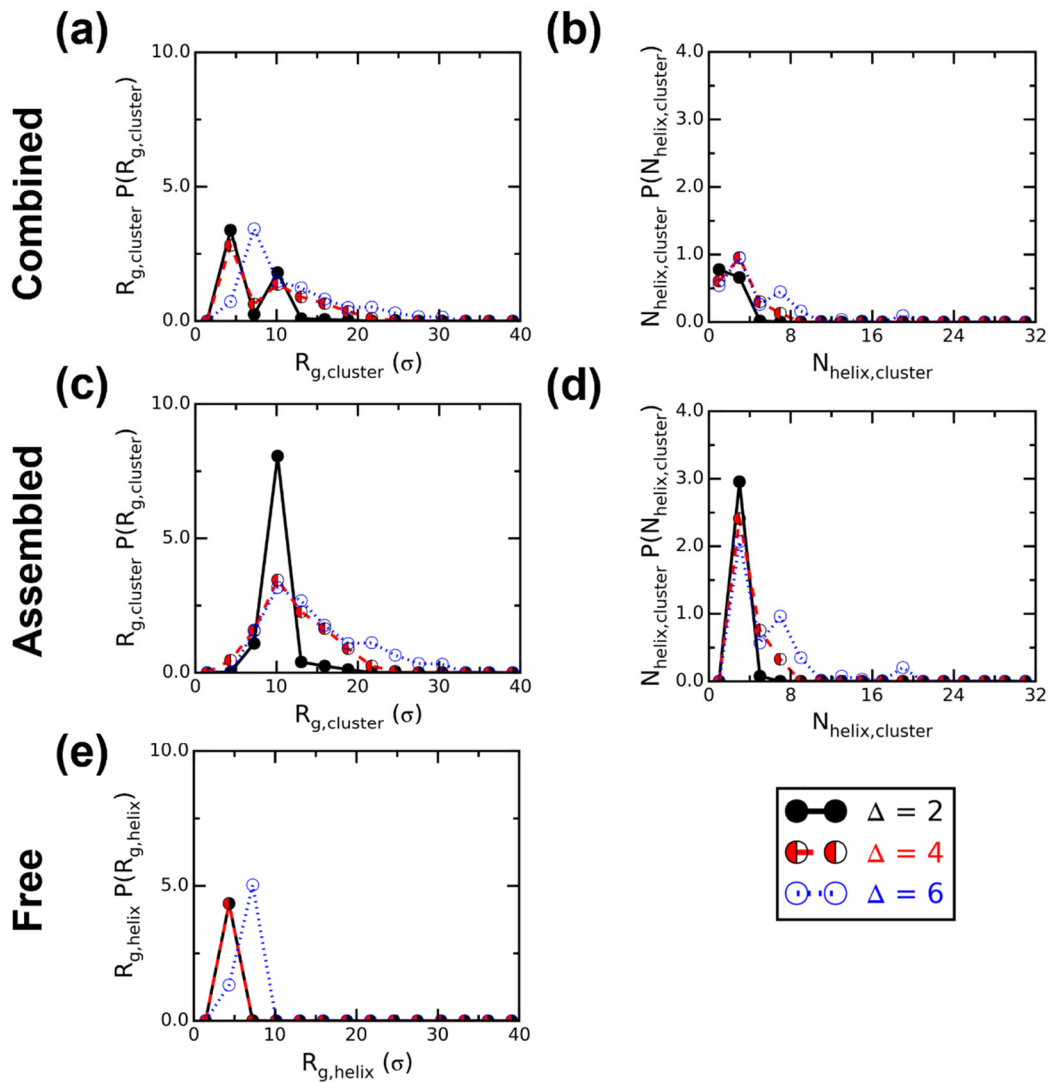 (a)
(b)
Combined
10.0
5.0
0.0
R_g,cluster P(R_g,cluster)
0 10 20 30 40
R_g,cluster (σ)
4.0
3.0
2.0
1.0
0.0
N_helix,cluster P(N_helix,cluster)
0 8 16 24 32
N_helix,cluster
(c)
(d)
Assembled
10.0
5.0
0.0
R_g,cluster P(R_g,cluster)
0 10 20 30 40
R_g,cluster (σ)
4.0
3.0
2.0
1.0
0.0
N_helix,cluster P(N_helix,cluster)
0 8 16 24 32
N_helix,cluster
(e)
Free
10.0
5.0
0.0
R_g,helix P(R_g,helix)
0 10 20 30 40
R_g,helix (σ)
Δ = 2
Δ = 4
Δ = 6